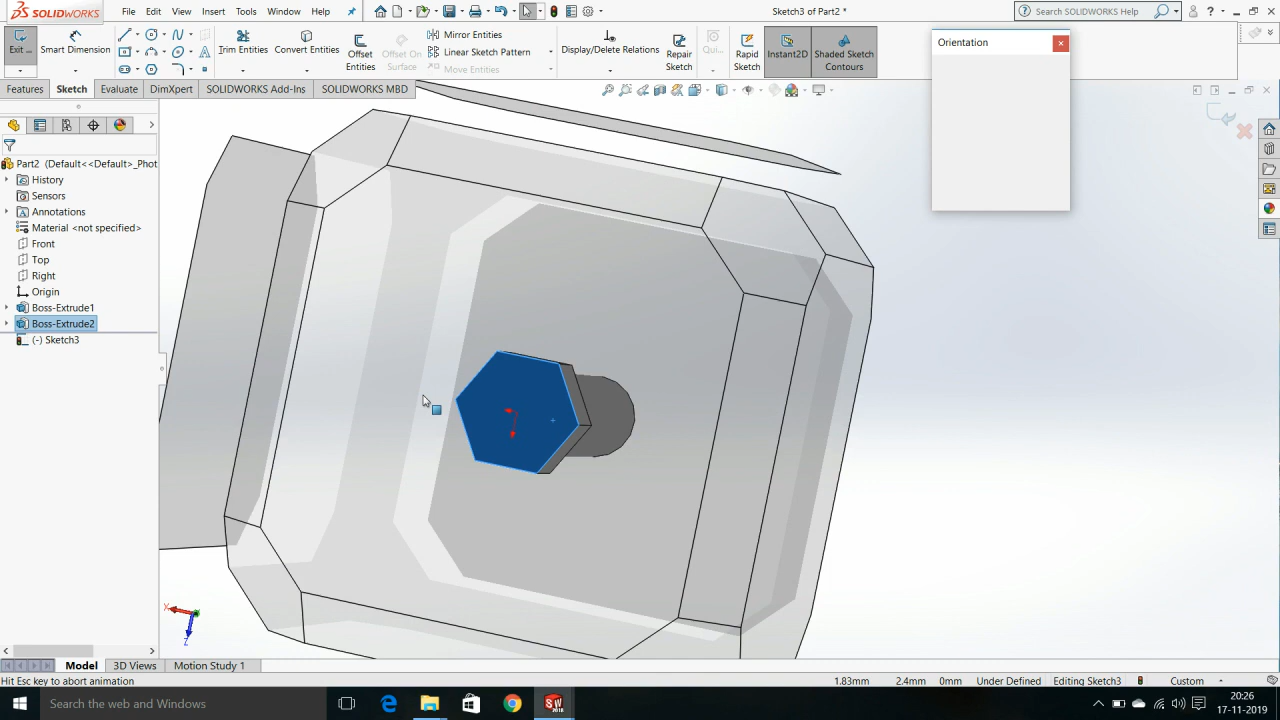 SOLIDWORKS
File Edit View Insert Tools Window Help
Sketch3 of Part2 *
Search SOLIDWORKS Help
Exit ...
Smart Dimension
Trim Entities
Convert Entities
Offset Entities
Offset On Surface
Mirror Entities
Linear Sketch Pattern
Move Entities
Display/Delete Relations
Repair Sketch
Qui...
Rapid Sketch
Instant2D
Shaded Sketch Contours
Features Sketch Evaluate DimXpert SOLIDWORKS Add-Ins SOLIDWORKS MBD
Orientation
Part2 (Default<<Default>_Phot
History
Sensors
Annotations
Material <not specified>
Front
Top
Right
Origin
Boss-Extrude1
Boss-Extrude2
(-) Sketch3
X
Z
Model 3D Views Motion Study 1
Hit Esc key to abort animation
1.83mm 2.4mm 0mm Under Defined Editing Sketch3 Custom
Search the web and Windows
SW
2018
20:26
17-11-2019